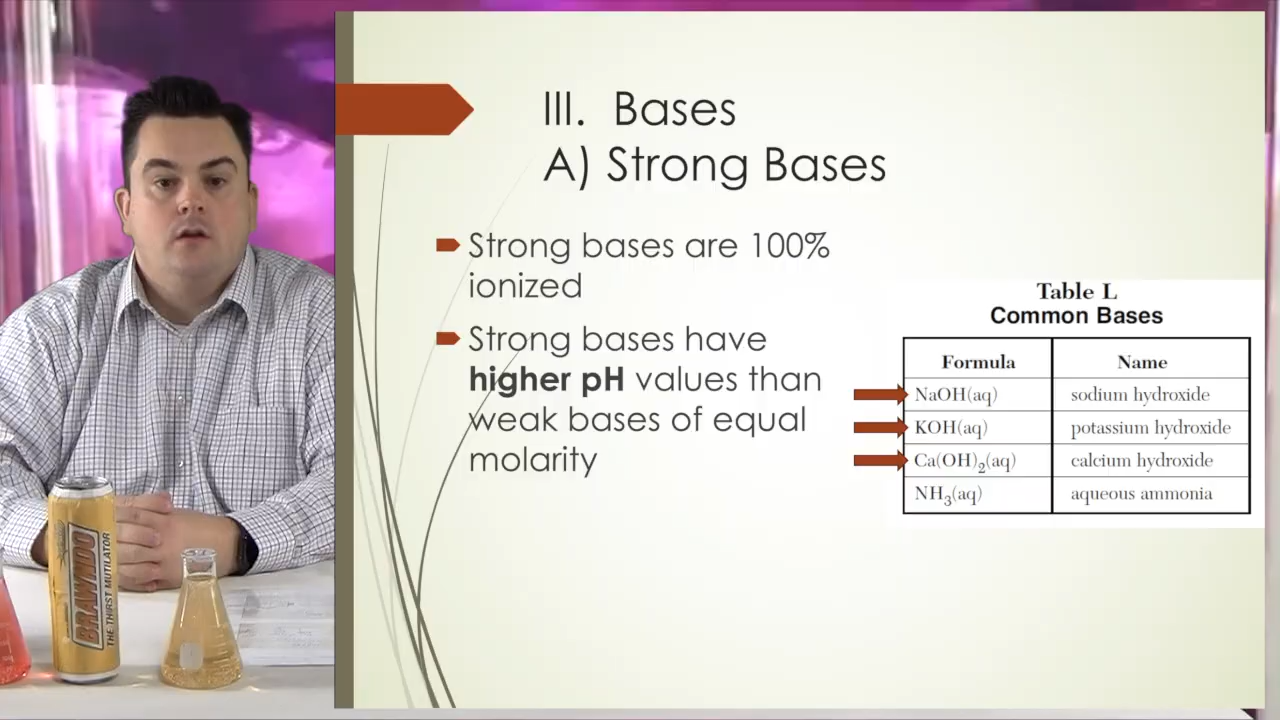 III. Bases
A) Strong Bases
Strong bases are 100%
ionized
Strong bases have
higher pH values than
weak bases of equal
molarity
Table L
Common Bases
Formula Name
NaOH(aq) sodium hydroxide
KOH(aq) potassium hydroxide
Ca(OH)₂(aq) calcium hydroxide
NH₃(aq) aqueous ammonia
BRAWNDO
THE THIRST MUTILATOR